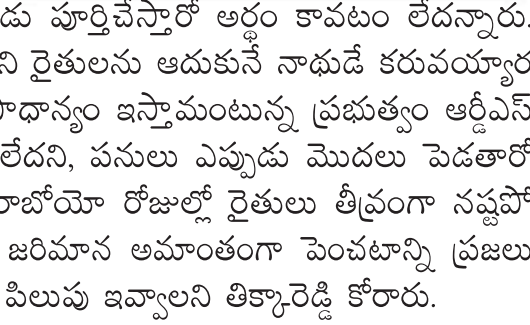 డు పూర్తిచేస్తారో అర్థం కావటం లేదన్నారు.
ని రైతులను ఆదుకునే నాథుడే కరువయ్యార
ాధాన్యం ఇస్తామంటున్న ప్రభుత్వం ఆర్డీఎస్
లేదని, పనులు ఎప్పుడు మొదలు పెడతారో
రాబోయో రోజుల్లో రైతులు తీవ్రంగా నష్టపో
జరిమాన అమాంతంగా పెంచటాన్ని ప్రజలు
పిలుపు ఇవ్వాలని తిక్కారెడ్డి కోరారు.